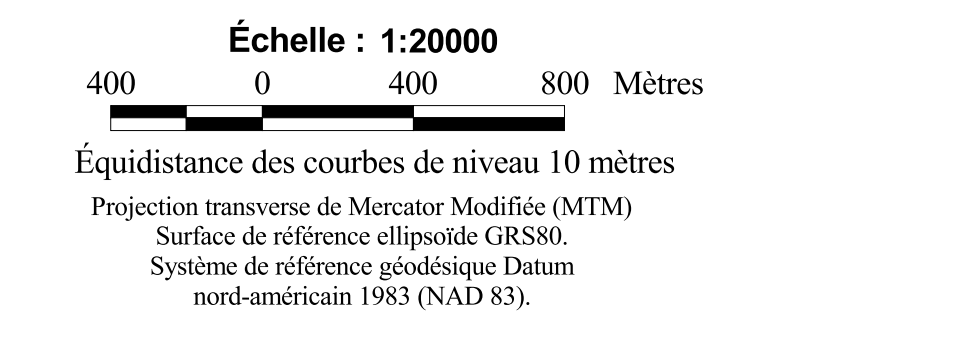 Échelle : 1:20000
400 0 400 800 Mètres
Équidistance des courbes de niveau 10 mètres
Projection transverse de Mercator Modifiée (MTM)
Surface de référence ellipsoïde GRS80.
Système de référence géodésique Datum
nord-américain 1983 (NAD 83).